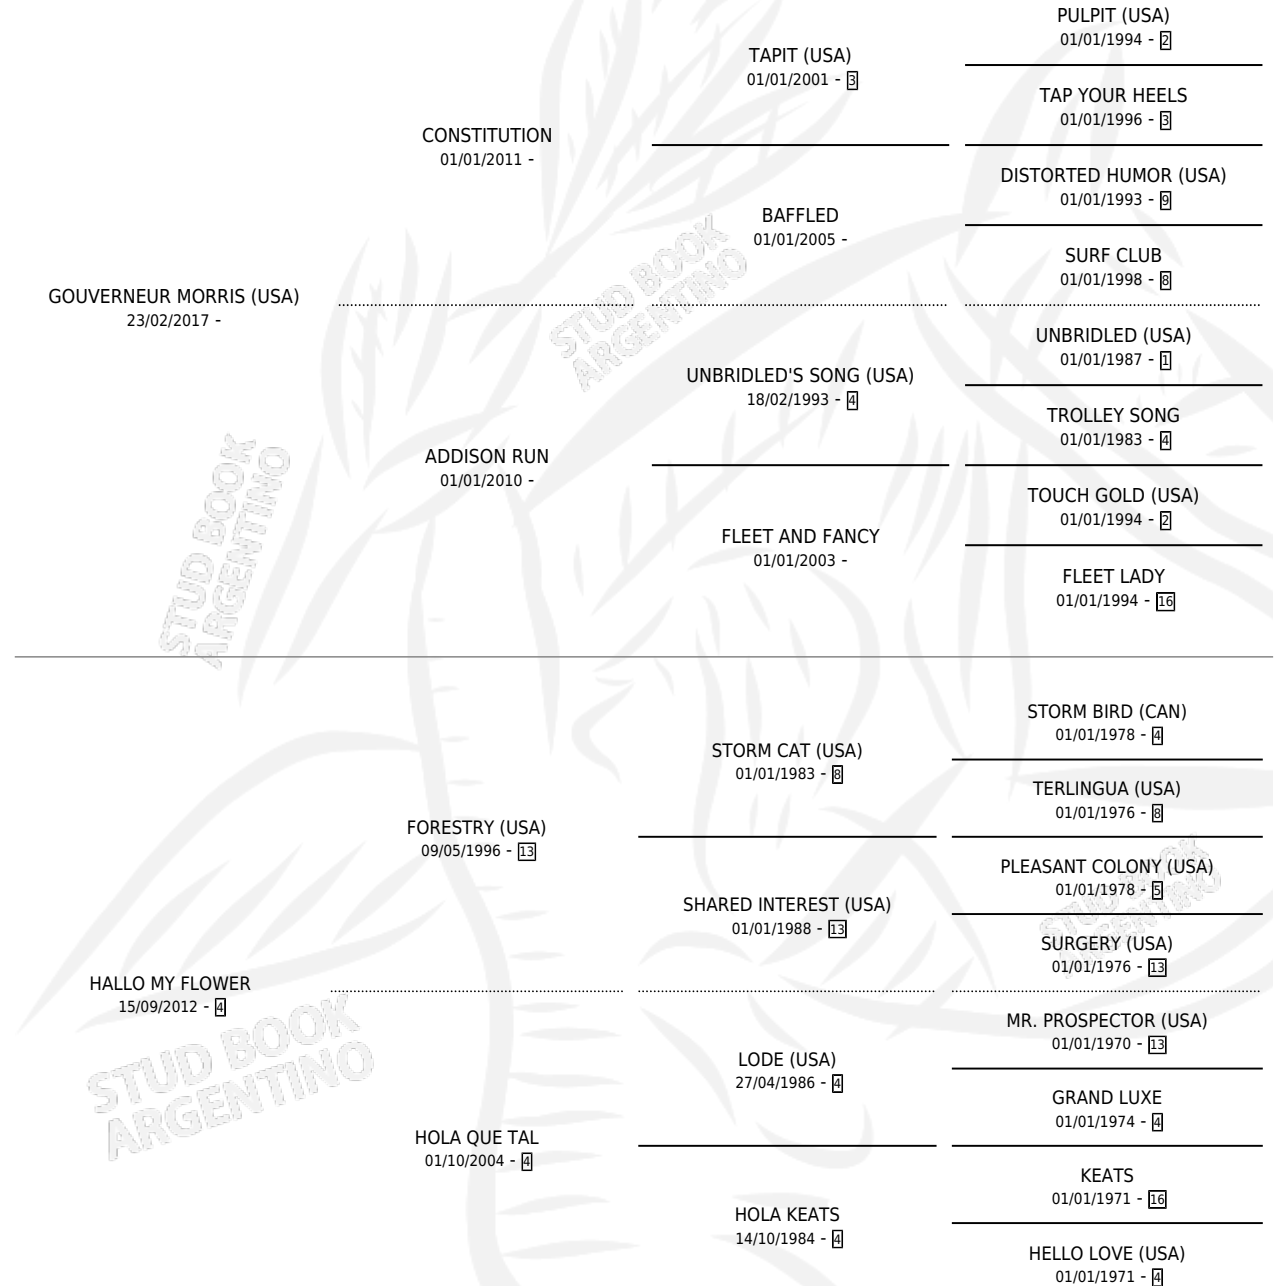 PULPIT (USA)
01/01/1994 - 2
TAPIT (USA)
01/01/2001 - 3
TAP YOUR HEELS
01/01/1996 - 3
CONSTITUTION
01/01/2011 -
DISTORTED HUMOR (USA)
01/01/1993 - 9
BAFFLED
01/01/2005 -
SURF CLUB
01/01/1998 - 8
GOUVERNEUR MORRIS (USA)
23/02/2017 -
UNBRIDLED (USA)
01/01/1987 - 1
UNBRIDLED'S SONG (USA)
18/02/1993 - 4
TROLLEY SONG
01/01/1983 - 4
ADDISON RUN
01/01/2010 -
TOUCH GOLD (USA)
01/01/1994 - 2
FLEET AND FANCY
01/01/2003 -
FLEET LADY
01/01/1994 - 16
STORM BIRD (CAN)
01/01/1978 - 4
STORM CAT (USA)
01/01/1983 - 8
TERLINGUA (USA)
01/01/1976 - 8
FORESTRY (USA)
09/05/1996 - 13
PLEASANT COLONY (USA)
01/01/1978 - 5
SHARED INTEREST (USA)
01/01/1988 - 13
SURGERY (USA)
01/01/1976 - 13
HALLO MY FLOWER
15/09/2012 - 4
MR. PROSPECTOR (USA)
01/01/1970 - 13
LODE (USA)
27/04/1986 - 4
GRAND LUXE
01/01/1974 - 4
HOLA QUE TAL
01/10/2004 - 4
KEATS
01/01/1971 - 16
HOLA KEATS
14/10/1984 - 4
HELLO LOVE (USA)
01/01/1971 - 4
STUD BOOK
ARGENTINO
STUD BOOK
ARGENTINO
STUD BOOK
ARGENTINO
STUD BOOK
ARGENTINO